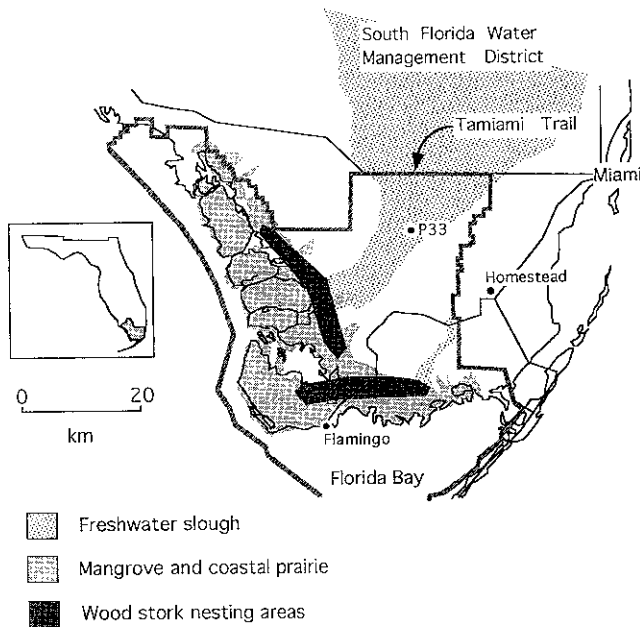 South Florida Water
Management District
Tamiami Trail
Miami
P33
Homestead
0 20
km
Flamingo
Florida Bay
Freshwater slough
Mangrove and coastal prairie
Wood stork nesting areas